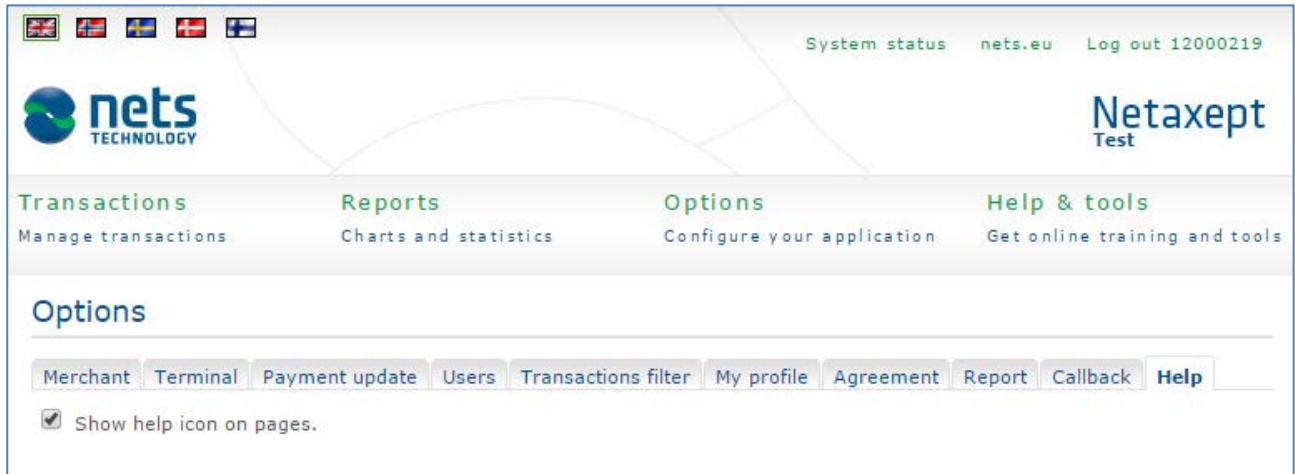 System status nets.eu Log out 12000219
nets
TECHNOLOGY
Netaxept
Test
Transactions Reports Options Help & tools
Manage transactions Charts and statistics Configure your application Get online training and tools
Options
Merchant Terminal Payment update Users Transactions filter My profile Agreement Report Callback Help
Show help icon on pages.